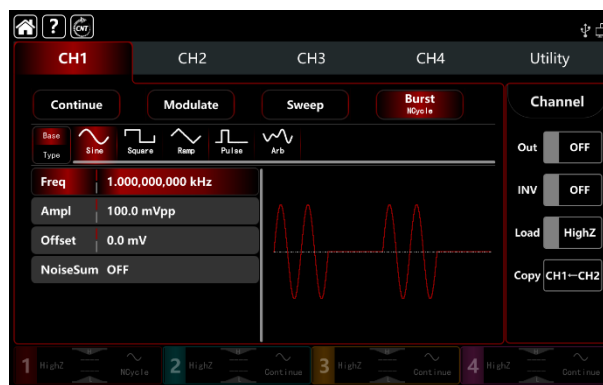 ? CNT
CH1 CH2 CH3 CH4 Utility
Continue Modulate Sweep Burst
NCycle
Channel
Base
Type
Sine Square Ramp Pulse Arb
Out OFF
Freq 1.000,000,000 kHz
INV OFF
Ampl 100.0 mVpp
Load HighZ
Offset 0.0 mV
NoiseSum OFF
Copy CH1←CH2
1 HighZ NCycle 2 HighZ Continue 3 HighZ Continue 4 HighZ Continue